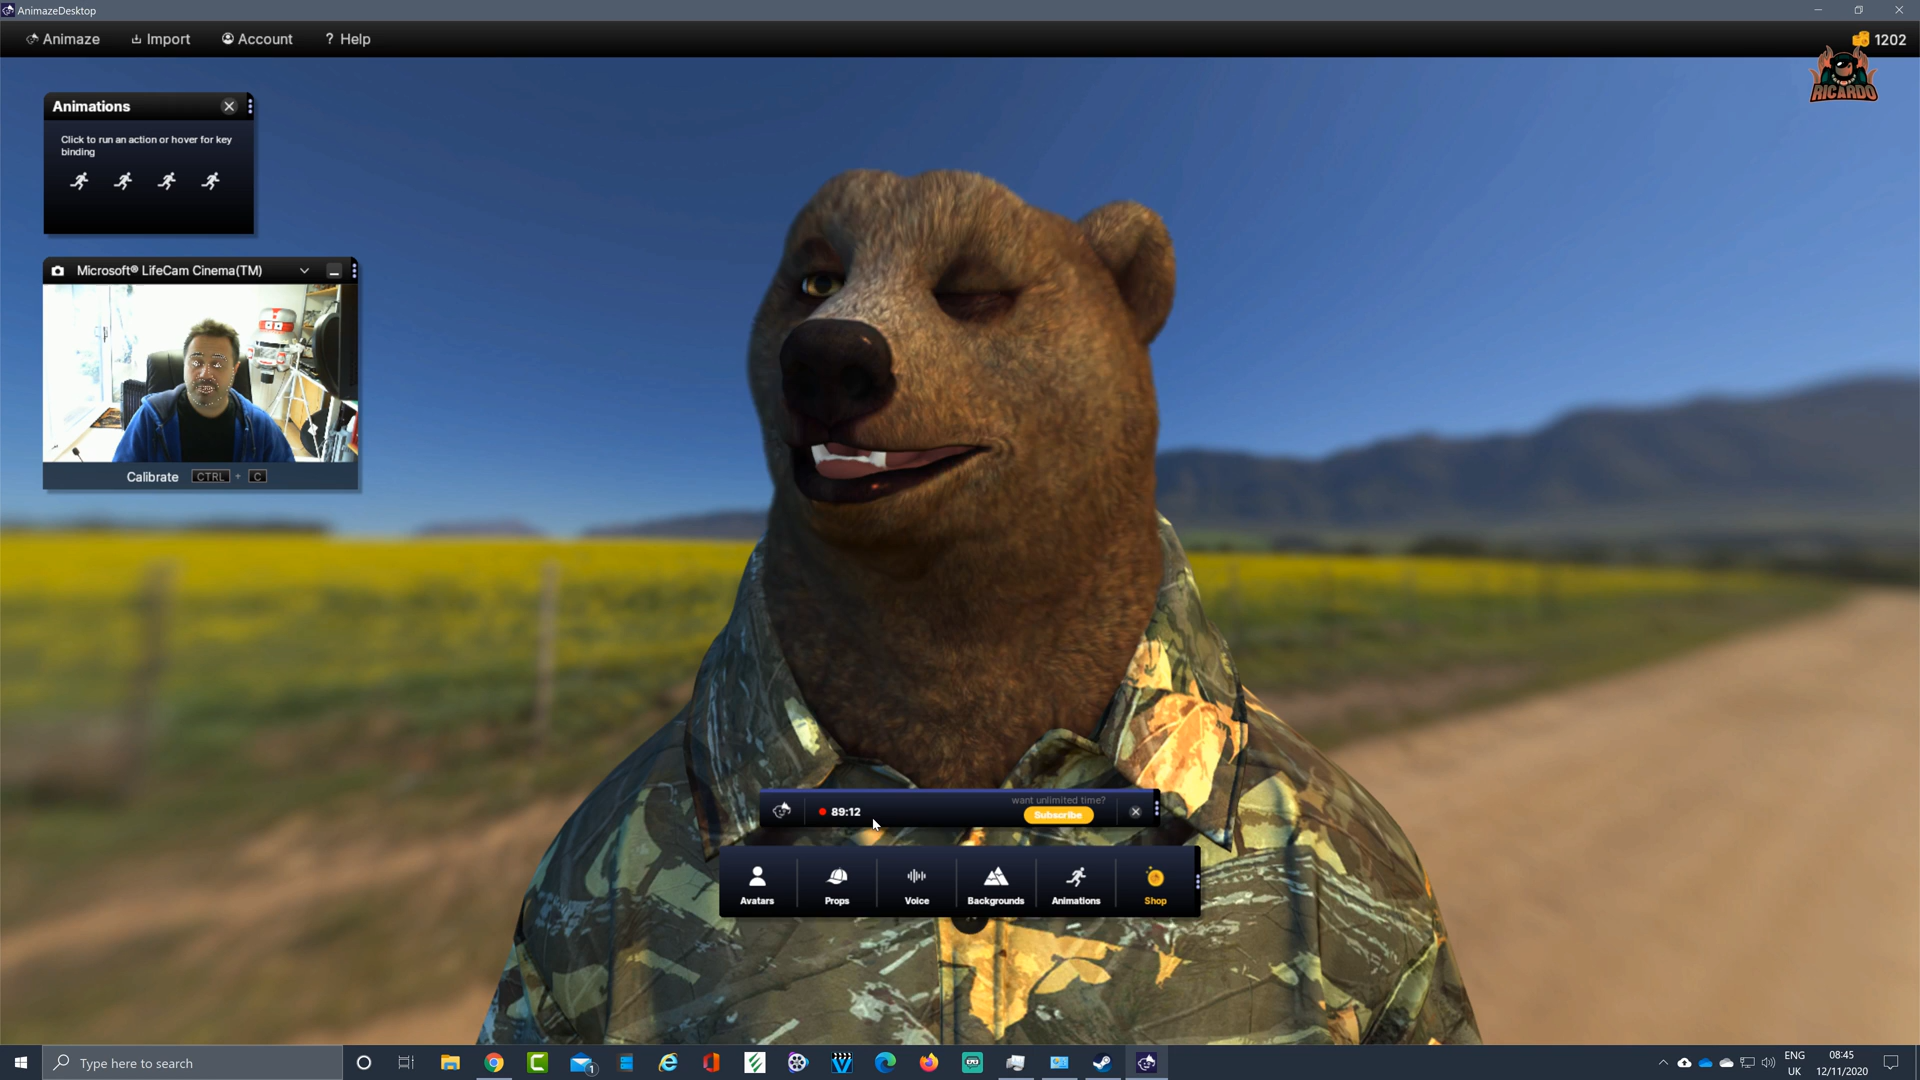 AnimazeDesktop
Animaze
Import
Account
? Help
1202
RICARDO
Animations
Click to run an action or hover for key
binding
Microsoft® LifeCam Cinema(TM)
Calibrate CTRL + C
want unlimited time?
89:12
Subscribe
Avatars
Props
Voice
Backgrounds
Animations
Shop
Type here to search
1
ENG
UK
08:45
12/11/2020